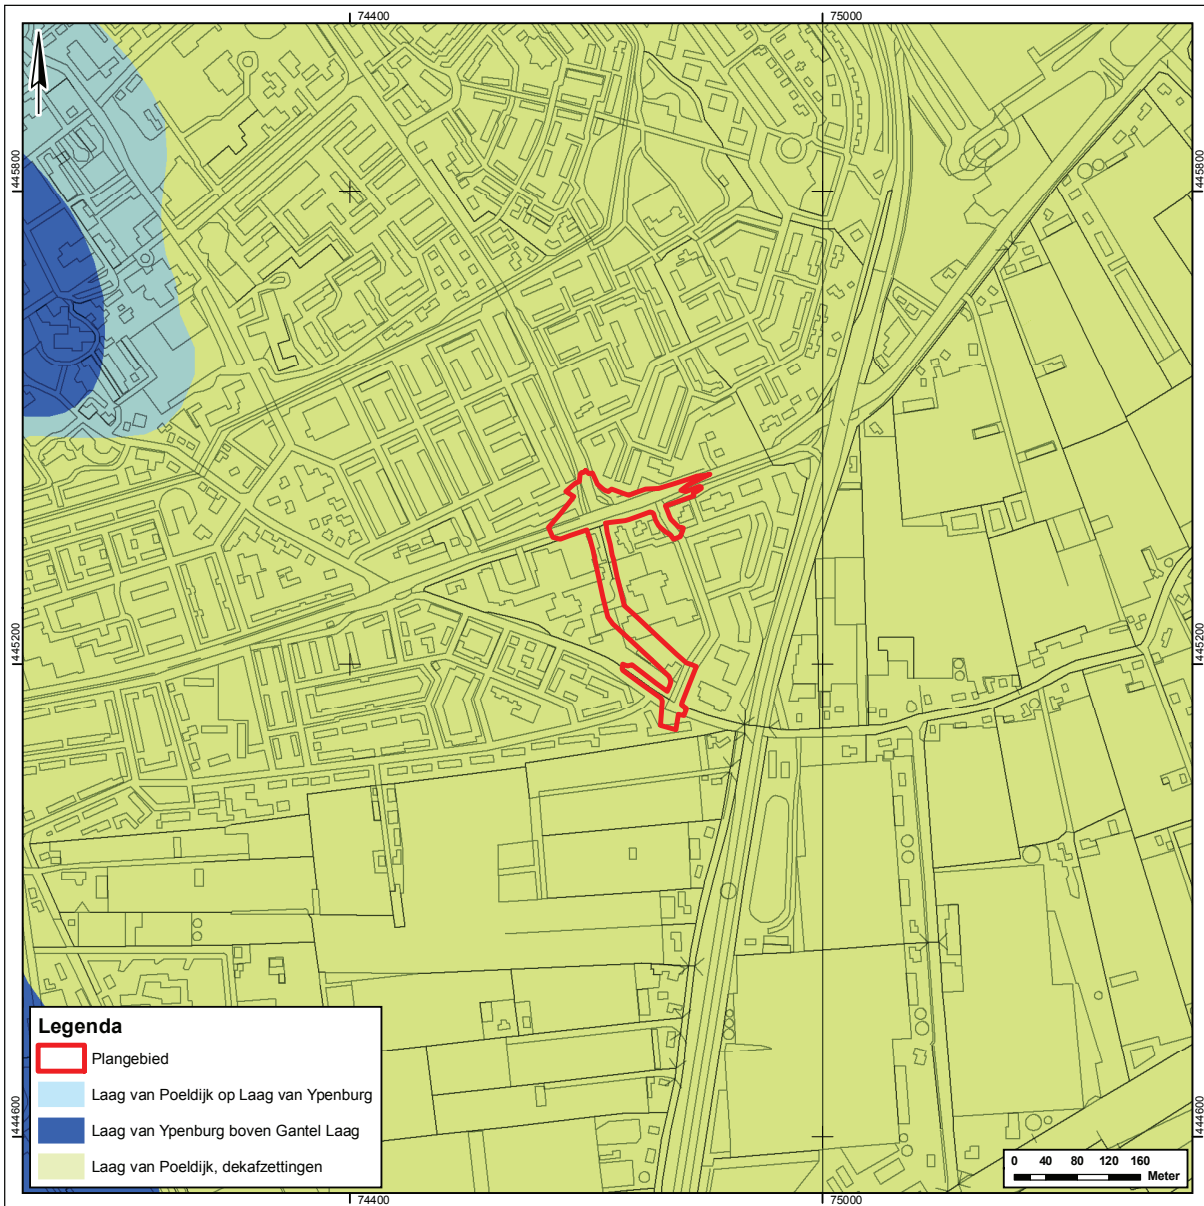 74400
75000
445800
445800
445200
445200
444600
444600
Legenda
Plangebied
Laag van Poeldijk op Laag van Ypenburg
Laag van Ypenburg boven Gantel Laag
Laag van Poeldijk, dekafzettingen
0 40 80 120 160
Meter
74400
75000